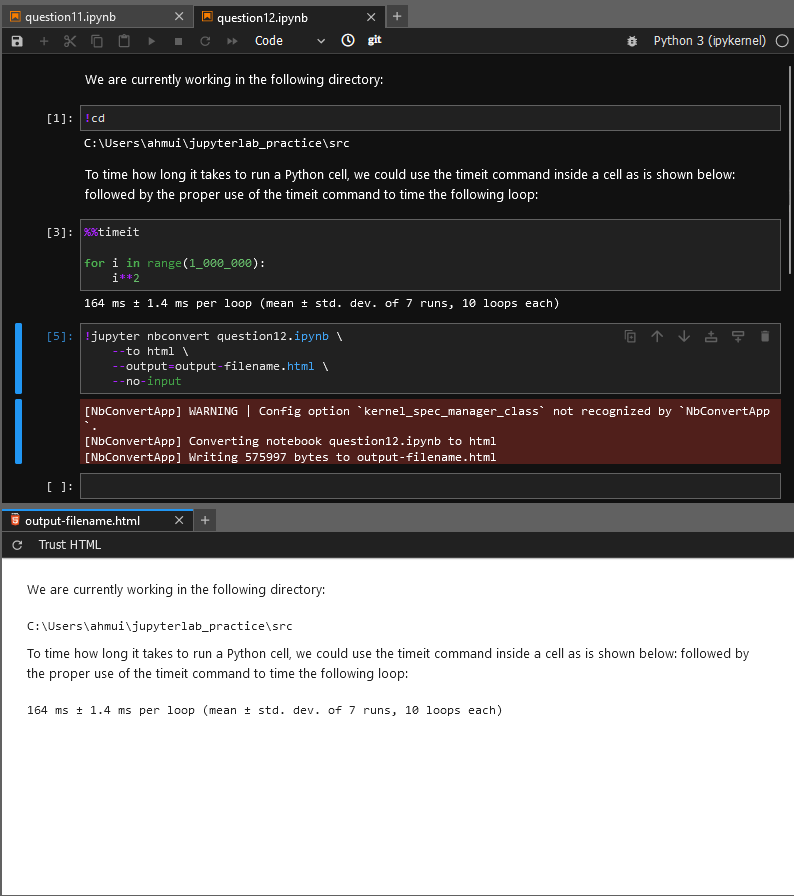 question11.ipynb
question12.ipynb
Code
git
Python 3 (ipykernel)
We are currently working in the following directory:
[1]: !cd
C:\Users\ahmui\jupyterlab_practice\src
To time how long it takes to run a Python cell, we could use the timeit command inside a cell as is shown below:
followed by the proper use of the timeit command to time the following loop:
[3]: %%timeit
for i in range(1_000_000):
    i**2
164 ms ± 1.4 ms per loop (mean ± std. dev. of 7 runs, 10 loops each)
[5]: !jupyter nbconvert question12.ipynb \
    --to html \
    --output=output-filename.html \
    --no-input
[NbConvertApp] WARNING | Config option `kernel_spec_manager_class` not recognized by `NbConvertApp
`.
[NbConvertApp] Converting notebook question12.ipynb to html
[NbConvertApp] Writing 575997 bytes to output-filename.html
[ ]:
output-filename.html
Trust HTML
We are currently working in the following directory:
C:\Users\ahmui\jupyterlab_practice\src
To time how long it takes to run a Python cell, we could use the timeit command inside a cell as is shown below: followed by
the proper use of the timeit command to time the following loop:
164 ms ± 1.4 ms per loop (mean ± std. dev. of 7 runs, 10 loops each)